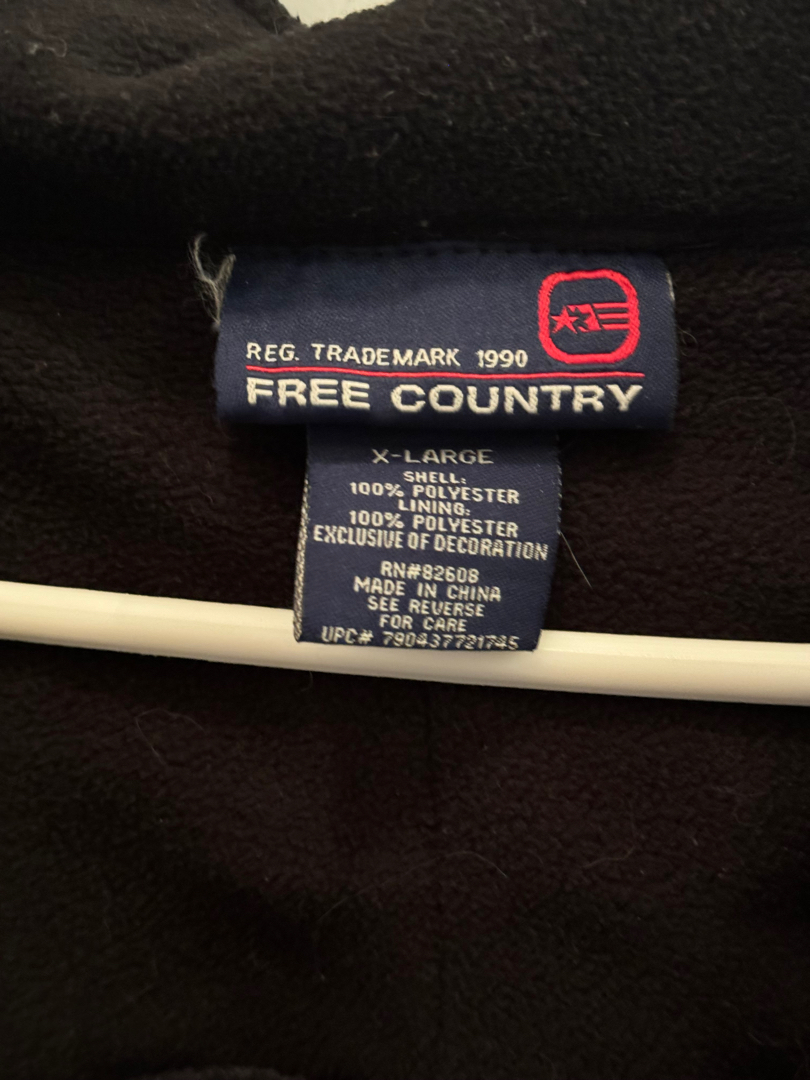 REG. TRADEMARK 1990
FREE COUNTRY
X-LARGE
SHELL:
100% POLYESTER
LINING:
100% POLYESTER
EXCLUSIVE OF DECORATION
RN#82608
MADE IN CHINA
SEE REVERSE
FOR CARE
UPC# 790437721745